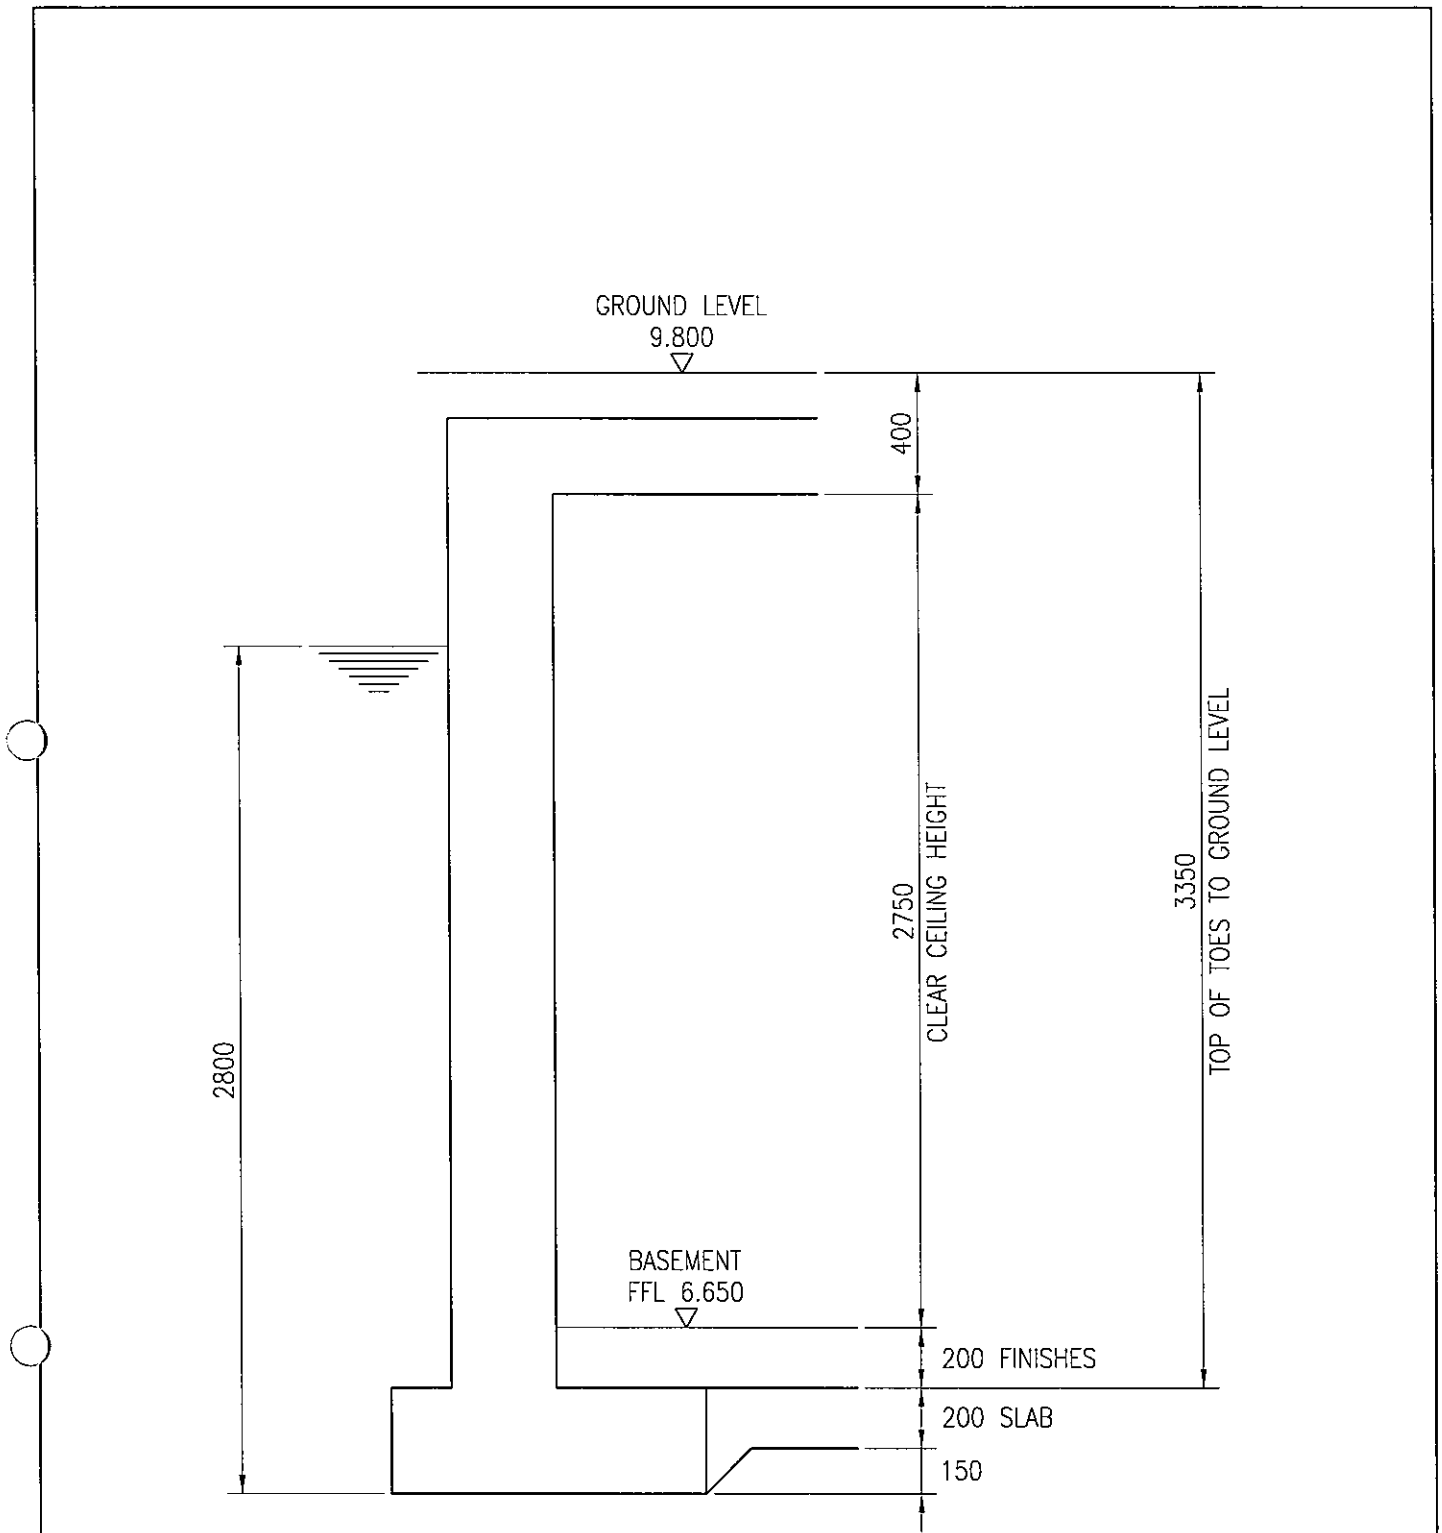 GROUND LEVEL
9.800
400
2750
CLEAR CEILING HEIGHT
3350
TOP OF TOES TO GROUND LEVEL
2800
BASEMENT
FFL 6.650
200 FINISHES
200 SLAB
150